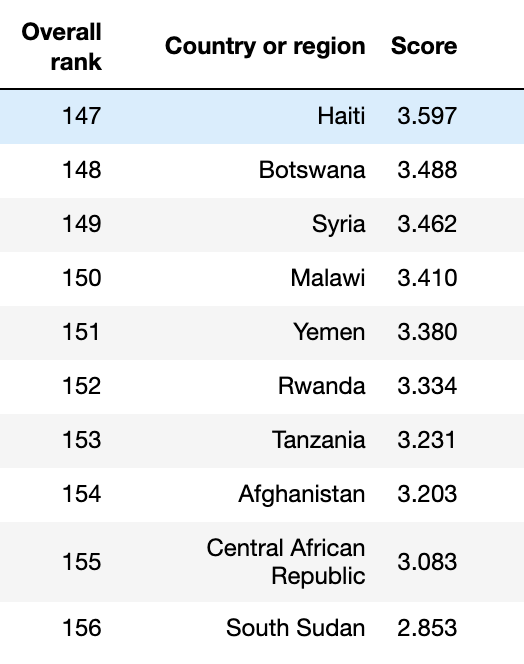 Overall rank Country or region Score
147 Haiti 3.597
148 Botswana 3.488
149 Syria 3.462
150 Malawi 3.410
151 Yemen 3.380
152 Rwanda 3.334
153 Tanzania 3.231
154 Afghanistan 3.203
155 Central African Republic 3.083
156 South Sudan 2.853